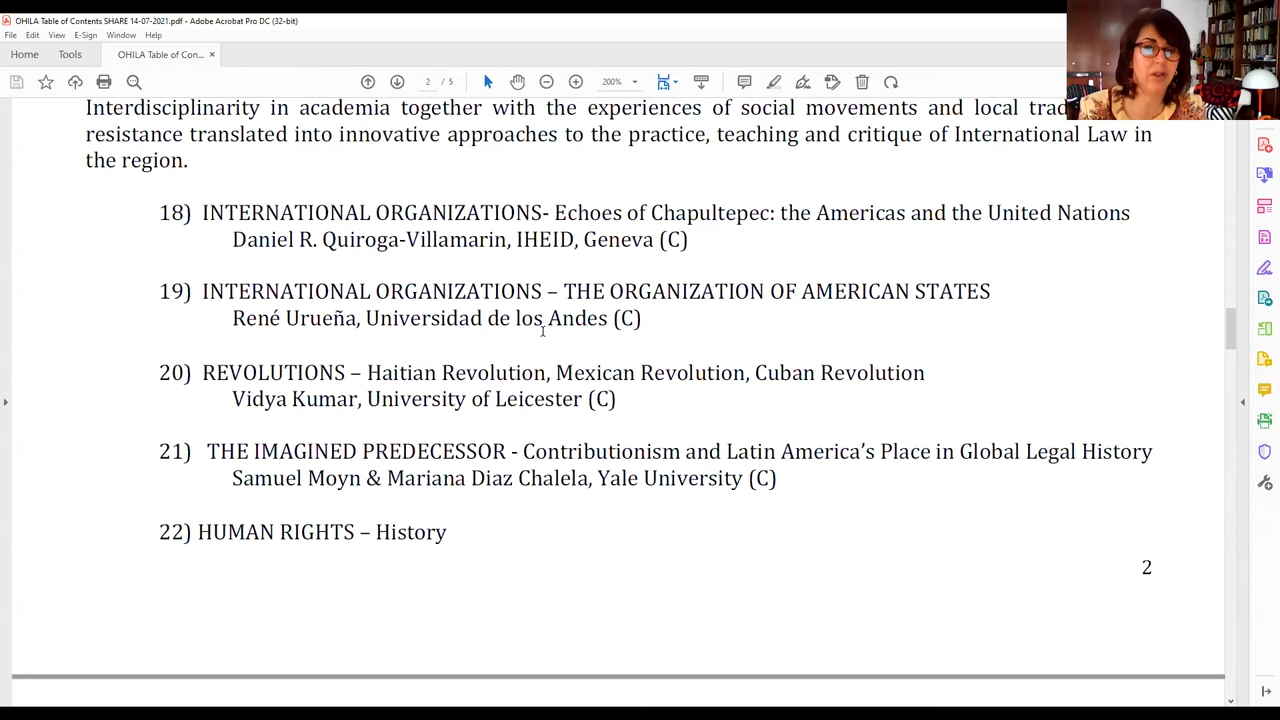 OHILA Table of Contents SHARE 14-07-2021.pdf - Adobe Acrobat Pro DC (32-bit)
File Edit View E-Sign Window Help
Home Tools OHILA Table of Con... ×
2 / 5 200%
Interdisciplinarity in academia together with the experiences of social movements and local trad
resistance translated into innovative approaches to the practice, teaching and critique of International Law in
the region.
18) INTERNATIONAL ORGANIZATIONS- Echoes of Chapultepec: the Americas and the United Nations
Daniel R. Quiroga-Villamarin, IHEID, Geneva (C)
19) INTERNATIONAL ORGANIZATIONS – THE ORGANIZATION OF AMERICAN STATES
René Urueña, Universidad de los Andes (C)
20) REVOLUTIONS – Haitian Revolution, Mexican Revolution, Cuban Revolution
Vidya Kumar, University of Leicester (C)
21) THE IMAGINED PREDECESSOR - Contributionism and Latin America’s Place in Global Legal History
Samuel Moyn & Mariana Diaz Chalela, Yale University (C)
22) HUMAN RIGHTS – History
2